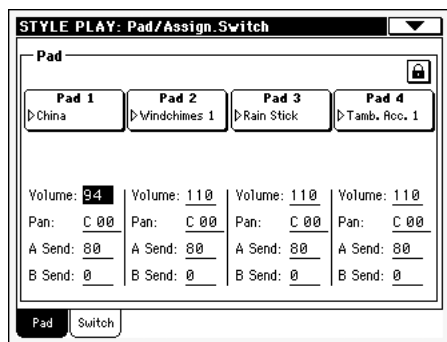 STYLE PLAY: Pad/Assign.Switch
Pad
Pad 1 Pad 2 Pad 3 Pad 4
China Windchimes 1 Rain Stick Tamb. Acc. 1
Volume: 94 Volume: 110 Volume: 110 Volume: 110
Pan: C 00 Pan: C 00 Pan: C 00 Pan: C 00
A Send: 80 A Send: 80 A Send: 80 A Send: 80
B Send: 0 B Send: 0 B Send: 0 B Send: 0
Pad Switch